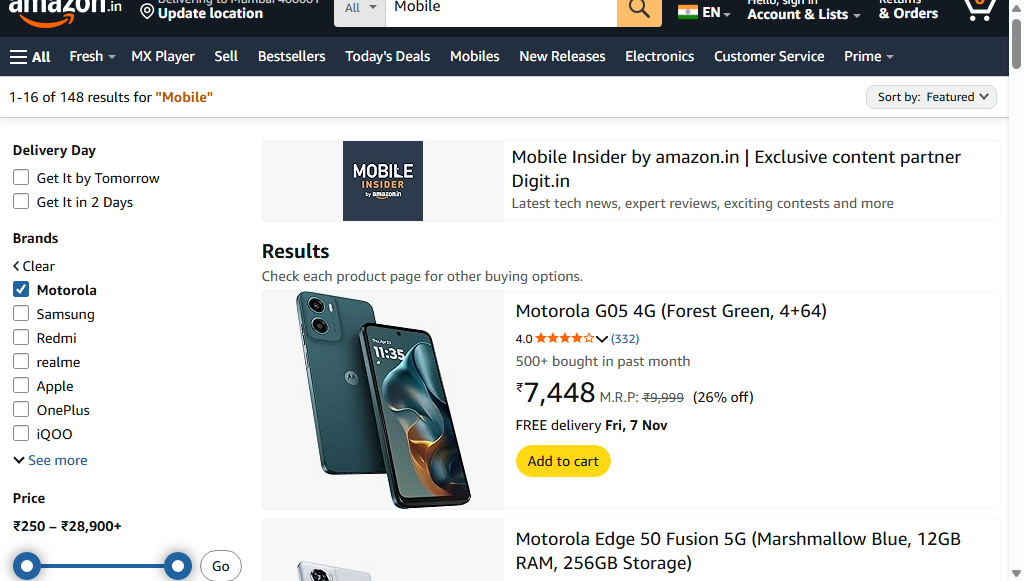 amazon.in
Delivering to Mumbai 400001
Update location
All
Mobile
EN
Hello, sign in
Account & Lists
Returns
& Orders
0
All
Fresh
MX Player
Sell
Bestsellers
Today's Deals
Mobiles
New Releases
Electronics
Customer Service
Prime
1-16 of 148 results for "Mobile"
Sort by: Featured
Delivery Day
Get It by Tomorrow
Get It in 2 Days
Brands
Clear
Motorola
Samsung
Redmi
realme
Apple
OnePlus
iQOO
See more
Price
₹250 – ₹28,900+
Go
MOBILE
INSIDER
by amazon.in
Mobile Insider by amazon.in | Exclusive content partner
Digit.in
Latest tech news, expert reviews, exciting contests and more
Results
Check each product page for other buying options.
11:35
Motorola G05 4G (Forest Green, 4+64)
4.0 (332)
500+ bought in past month
₹7,448 M.R.P: ₹9,999 (26% off)
FREE delivery Fri, 7 Nov
Add to cart
Motorola Edge 50 Fusion 5G (Marshmallow Blue, 12GB
RAM, 256GB Storage)